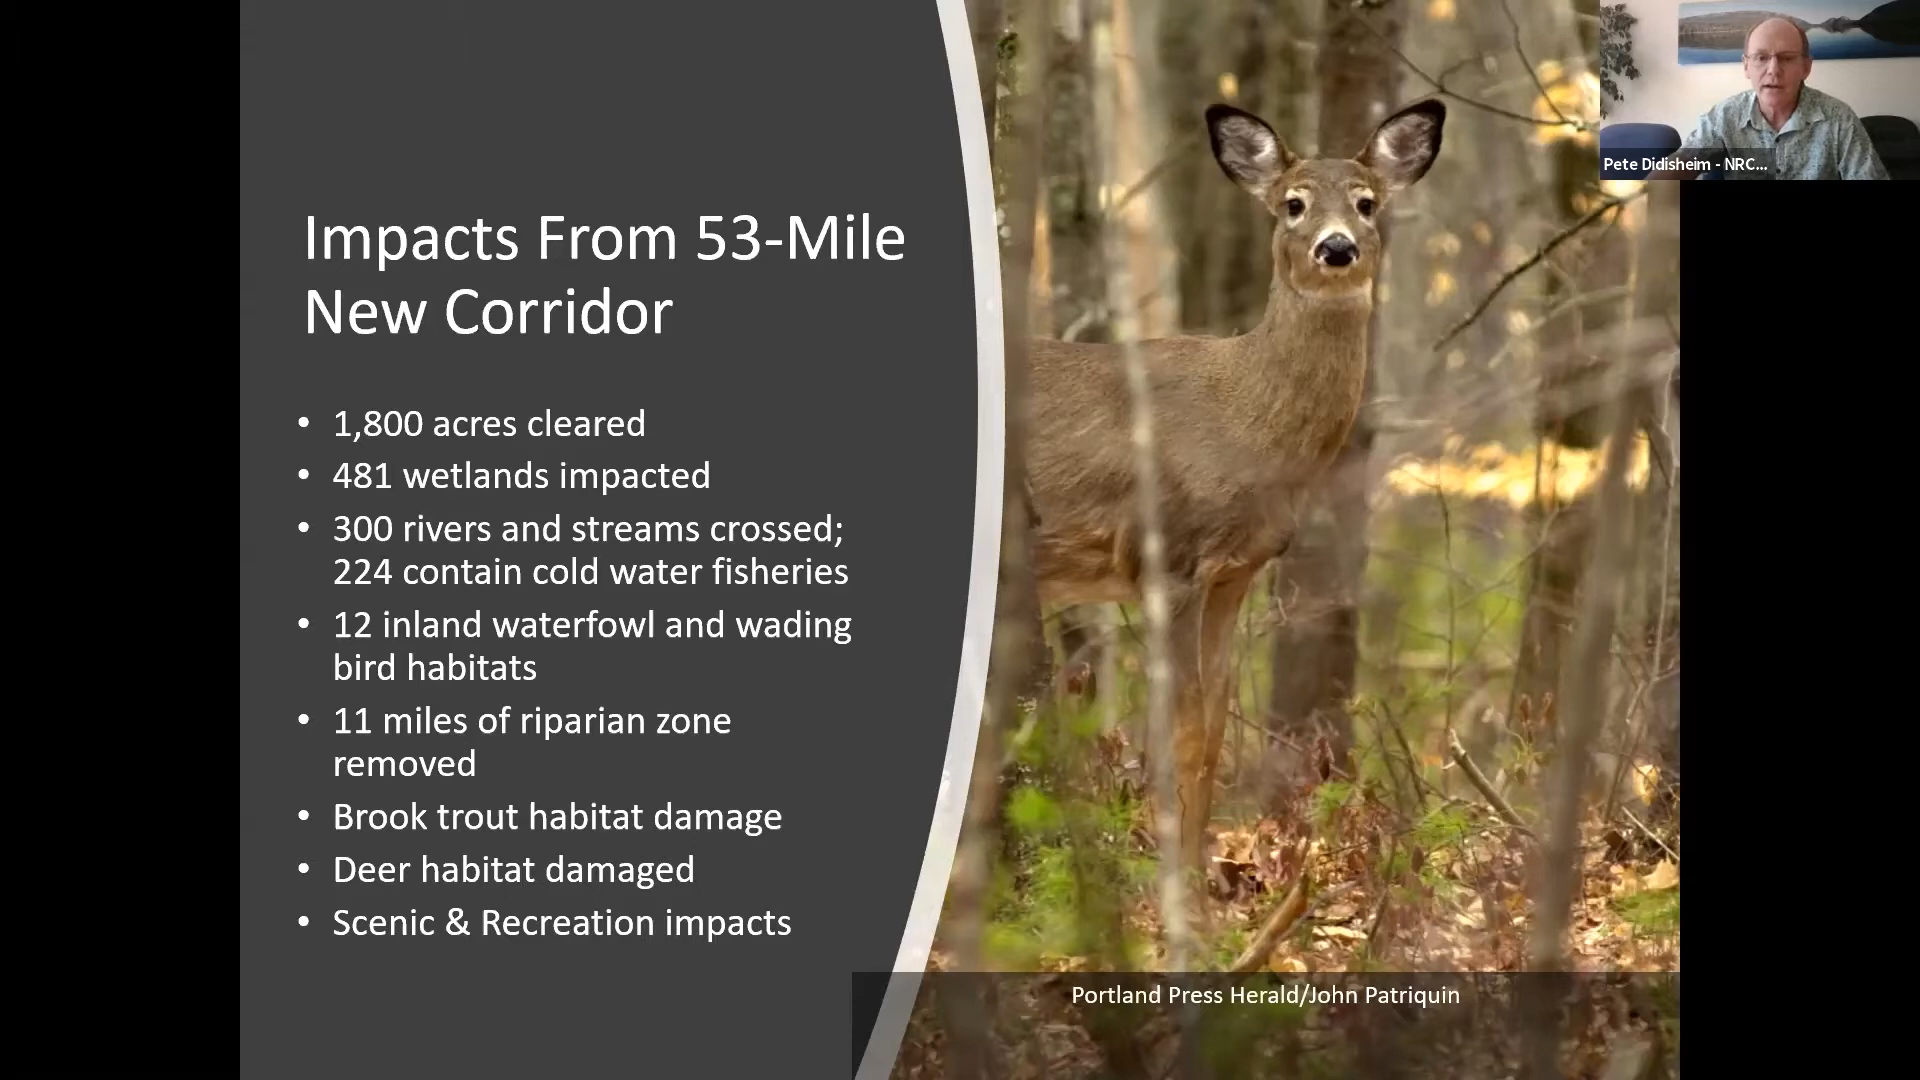 Impacts From 53-Mile
New Corridor
• 1,800 acres cleared
• 481 wetlands impacted
• 300 rivers and streams crossed;
224 contain cold water fisheries
• 12 inland waterfowl and wading
bird habitats
• 11 miles of riparian zone
removed
• Brook trout habitat damage
• Deer habitat damaged
• Scenic & Recreation impacts
Portland Press Herald/John Patriquin
Pete Didisheim - NRC...